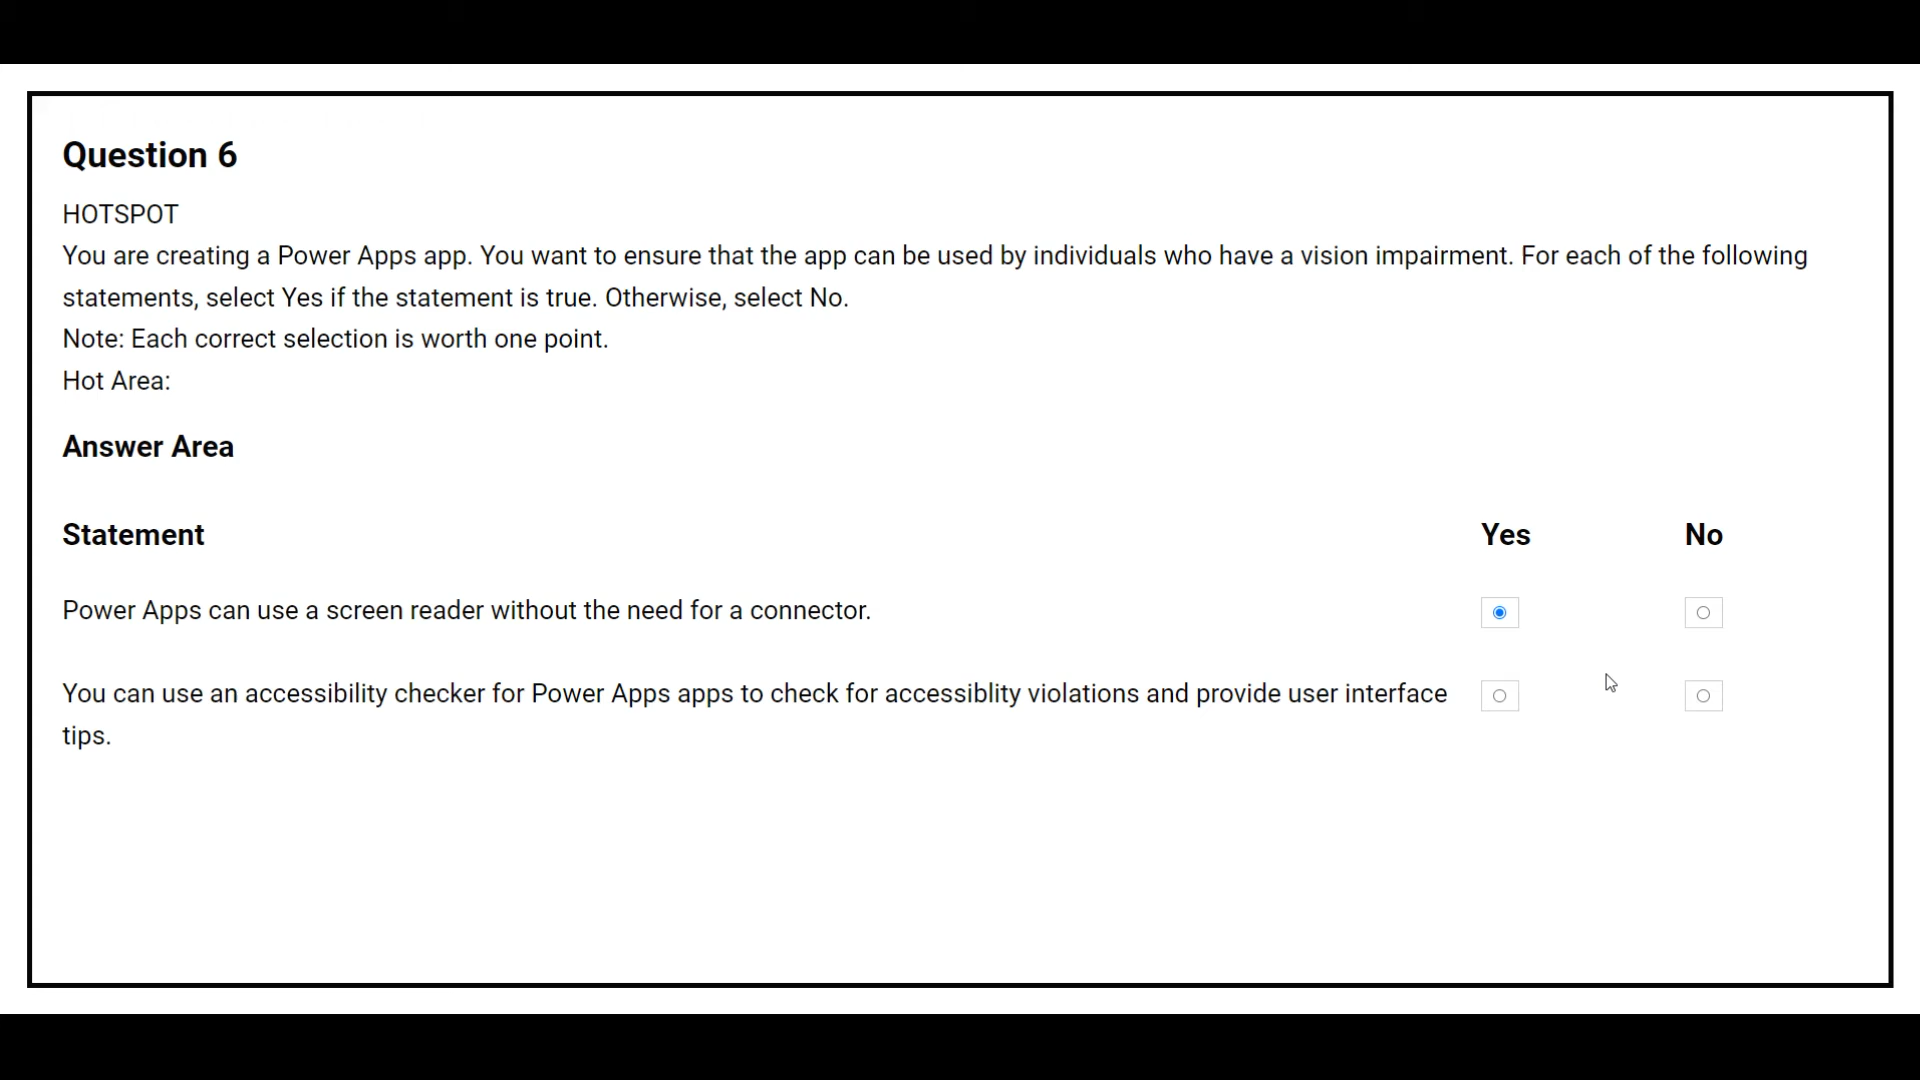 Question 6
HOTSPOT
You are creating a Power Apps app. You want to ensure that the app can be used by individuals who have a vision impairment. For each of the following
statements, select Yes if the statement is true. Otherwise, select No.
Note: Each correct selection is worth one point.
Hot Area:
Answer Area
Statement Yes No
Power Apps can use a screen reader without the need for a connector.
You can use an accessibility checker for Power Apps apps to check for accessiblity violations and provide user interface
tips.